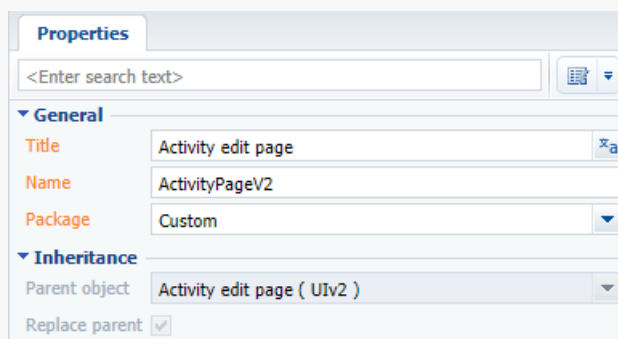 Properties
<Enter search text>
General
Title Activity edit page
Name ActivityPageV2
Package Custom
Inheritance
Parent object Activity edit page ( UIv2 )
Replace parent